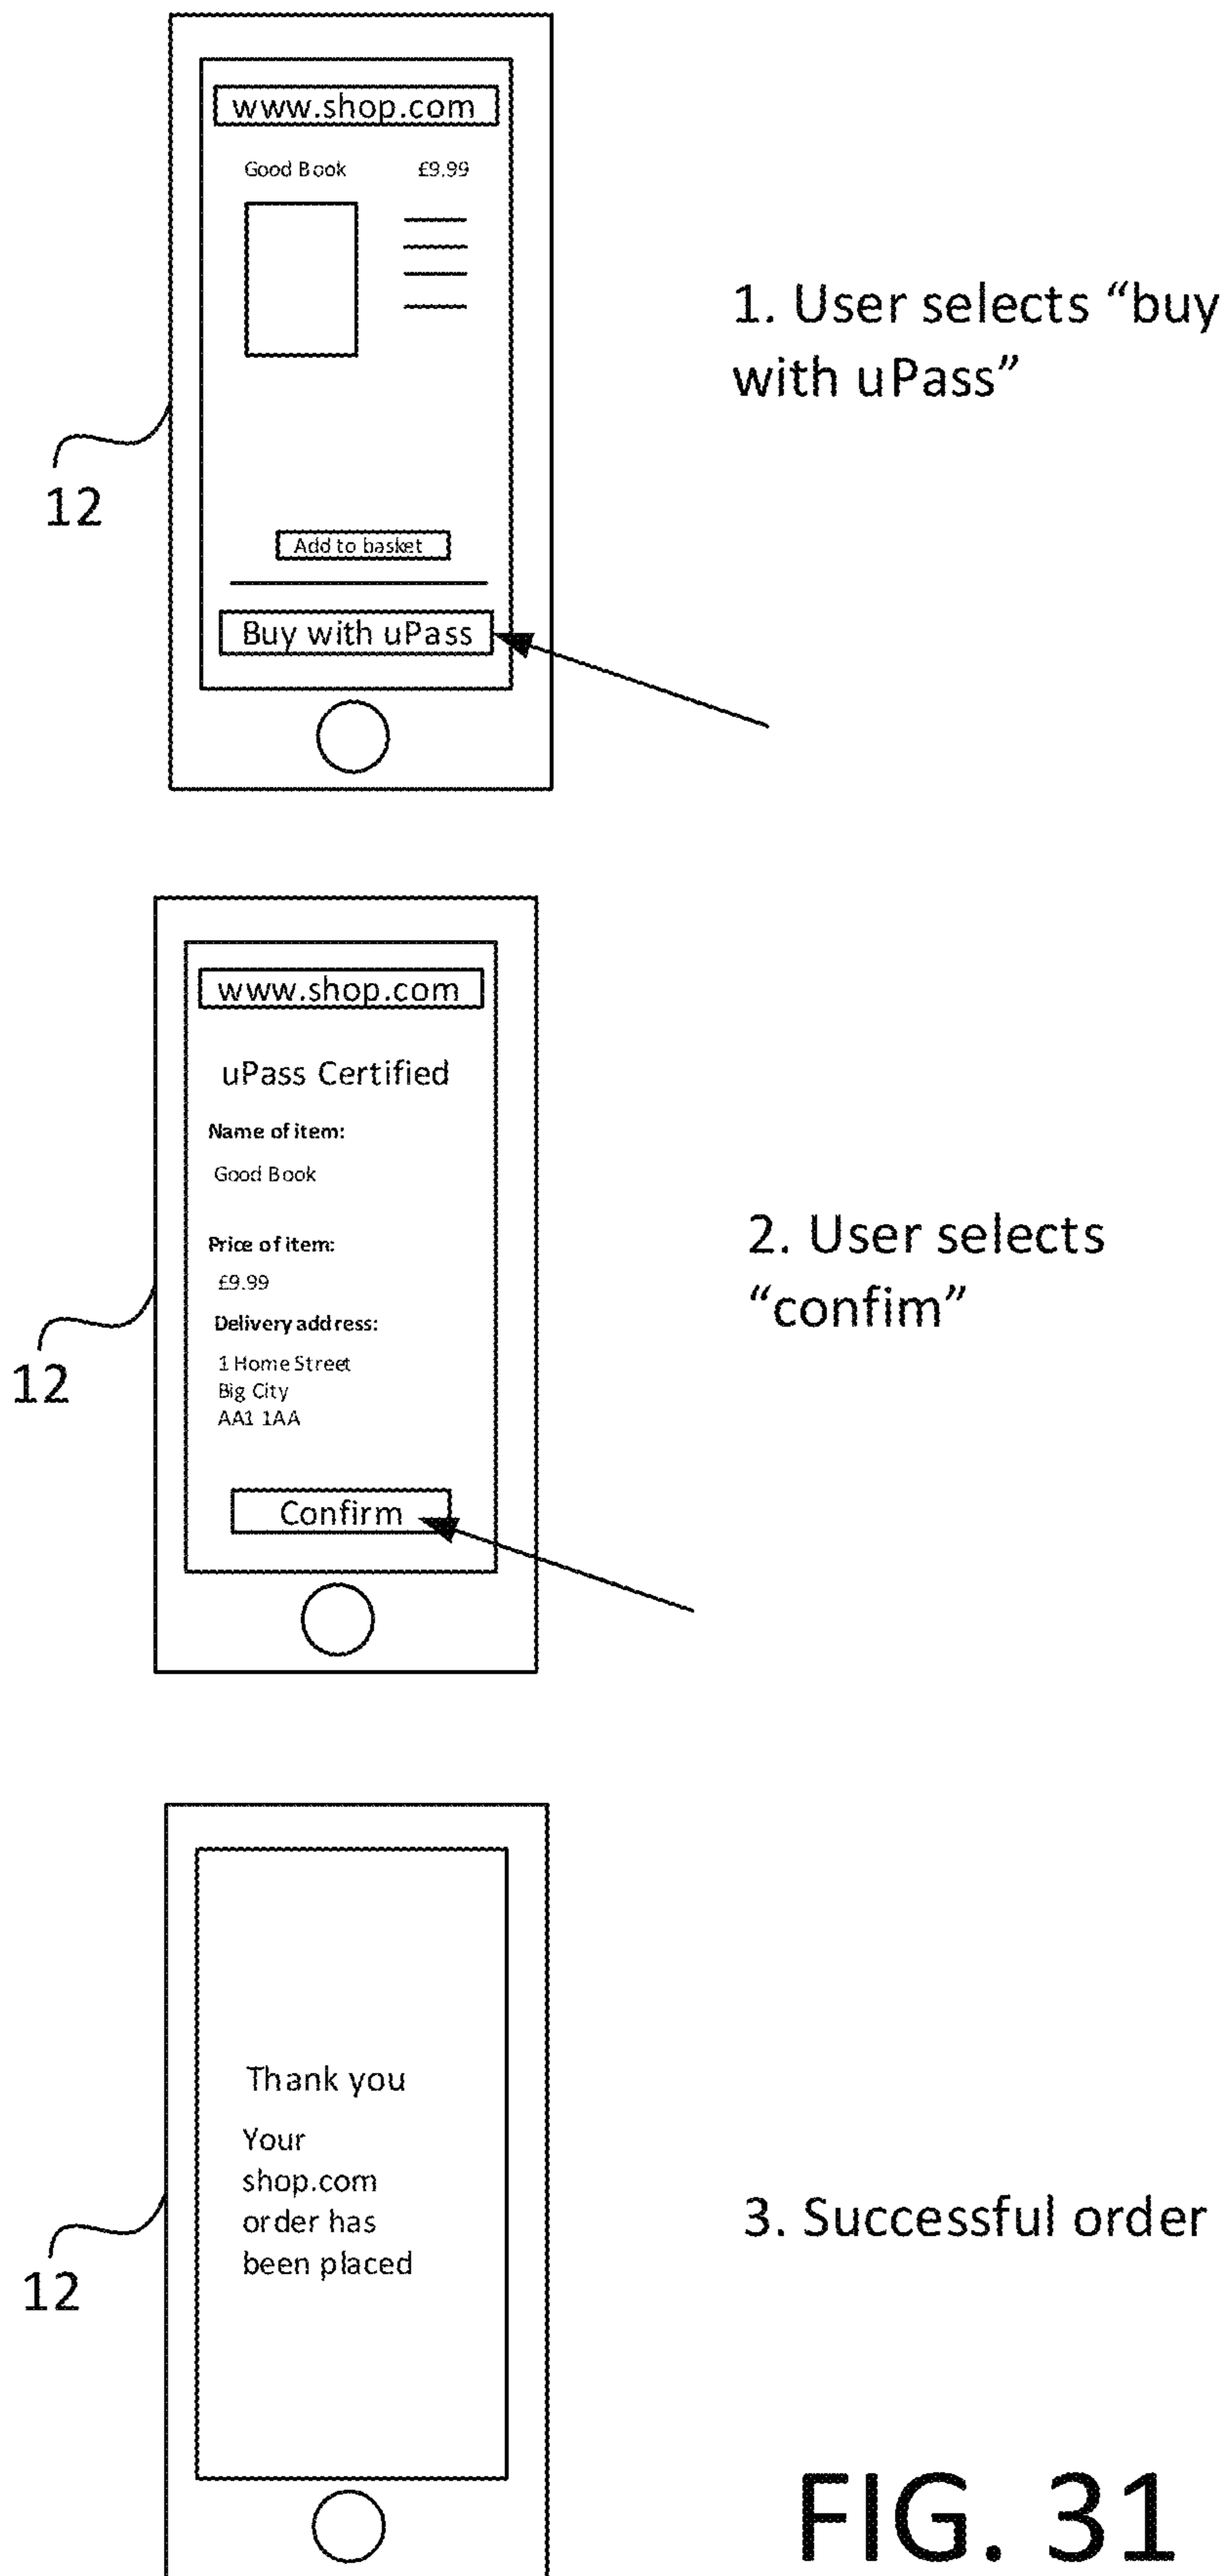 www.shop.com
Good Book £9.99
Add to basket
Buy with uPass
12
1. User selects “buy
with uPass”
www.shop.com
uPass Certified
Name of item:
Good Book
Price of item:
£9.99
Delivery address:
1 Home Street
Big City
AA1 1AA
Confirm
12
2. User selects
“confim”
Thank you
Your
shop.com
order has
been placed
12
3. Successful order
FIG. 31